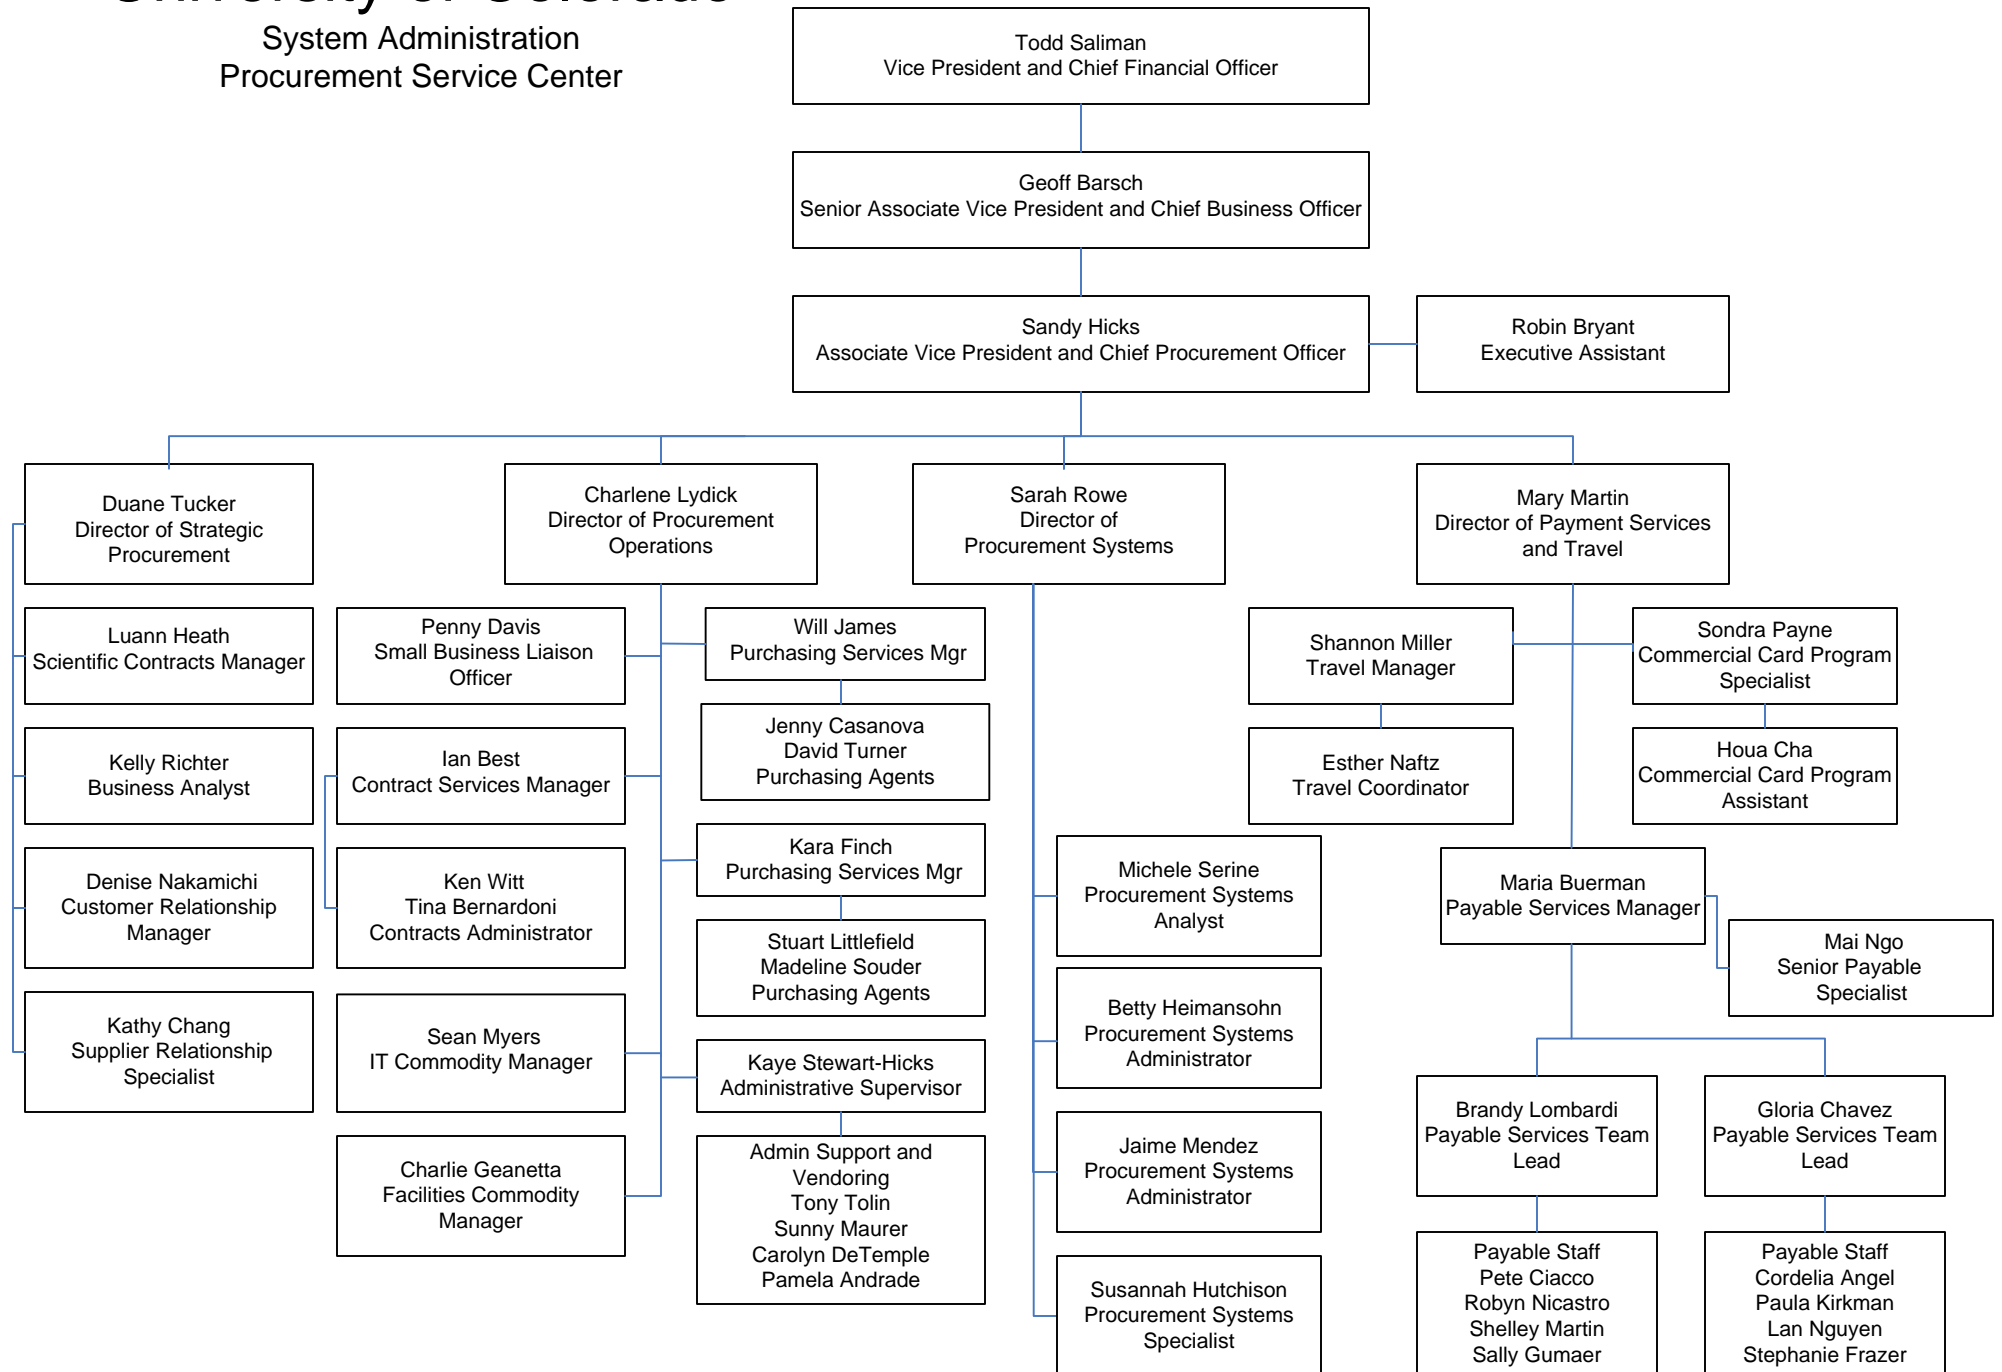 University of Colorado
System Administration
Procurement Service Center
Todd Saliman
Vice President and Chief Financial Officer
Geoff Barsch
Senior Associate Vice President and Chief Business Officer
Sandy Hicks
Associate Vice President and Chief Procurement Officer
Robin Bryant
Executive Assistant
Duane Tucker
Director of Strategic
Procurement
Charlene Lydick
Director of Procurement
Operations
Sarah Rowe
Director of
Procurement Systems
Mary Martin
Director of Payment Services
and Travel
Luann Heath
Scientific Contracts Manager
Kelly Richter
Business Analyst
Denise Nakamichi
Customer Relationship
Manager
Kathy Chang
Supplier Relationship
Specialist
Penny Davis
Small Business Liaison
Officer
Ian Best
Contract Services Manager
Ken Witt
Tina Bernardoni
Contracts Administrator
Sean Myers
IT Commodity Manager
Charlie Geanetta
Facilities Commodity
Manager
Will James
Purchasing Services Mgr
Jenny Casanova
David Turner
Purchasing Agents
Kara Finch
Purchasing Services Mgr
Stuart Littlefield
Madeline Souder
Purchasing Agents
Kaye Stewart-Hicks
Administrative Supervisor
Admin Support and
Vendoring
Tony Tolin
Sunny Maurer
Carolyn DeTemple
Pamela Andrade
Michele Serine
Procurement Systems
Analyst
Betty Heimansohn
Procurement Systems
Administrator
Jaime Mendez
Procurement Systems
Administrator
Susannah Hutchison
Procurement Systems
Specialist
Shannon Miller
Travel Manager
Esther Naftz
Travel Coordinator
Sondra Payne
Commercial Card Program
Specialist
Houa Cha
Commercial Card Program
Assistant
Maria Buerman
Payable Services Manager
Mai Ngo
Senior Payable
Specialist
Brandy Lombardi
Payable Services Team
Lead
Gloria Chavez
Payable Services Team
Lead
Payable Staff
Pete Ciacco
Robyn Nicastro
Shelley Martin
Sally Gumaer
Payable Staff
Cordelia Angel
Paula Kirkman
Lan Nguyen
Stephanie Frazer